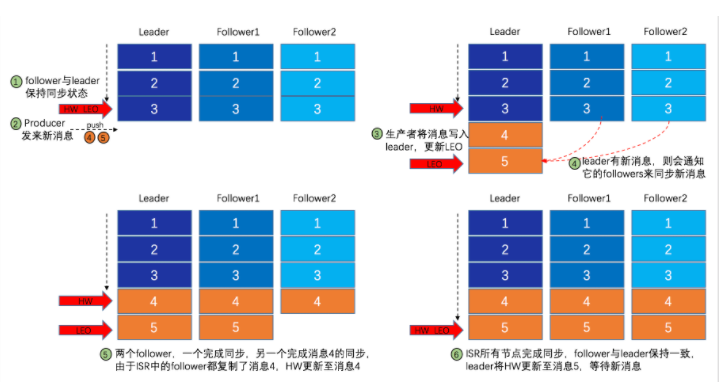 Leader Follower1 Follower2
1 1 1
① follower与leader
保持同步状态
2 2 2
HW LEO
3 3 3
② Producer
发来新消息
push
4 5
Leader Follower1 Follower2
1 1 1
2 2 2
HW
3 3 3
③ 生产者将消息写入
leader，更新LEO
4
LEO
5
④ leader有新消息，则会通知
它的followers来同步新消息
Leader Follower1 Follower2
1 1 1
2 2 2
3 3 3
HW
4 4 4
LEO
5 5
⑤ 两个follower，一个完成同步，另一个完成消息4的同步，
由于ISR中的follower都复制了消息4，HW更新至消息4
Leader Follower1 Follower2
1 1 1
2 2 2
3 3 3
4 4 4
HW LEO
5 5 5
⑥ ISR所有节点完成同步，follower与leader保持一致，
leader将HW更新至消息5，等待新消息